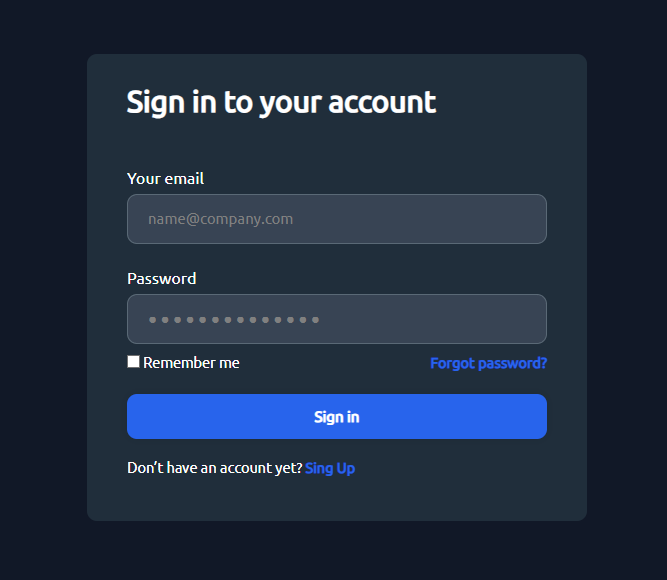 Sign in to your account
Your email
name@company.com
Password
••••••••••••••
Remember me Forgot password?
Sign in
Don’t have an account yet? Sing Up